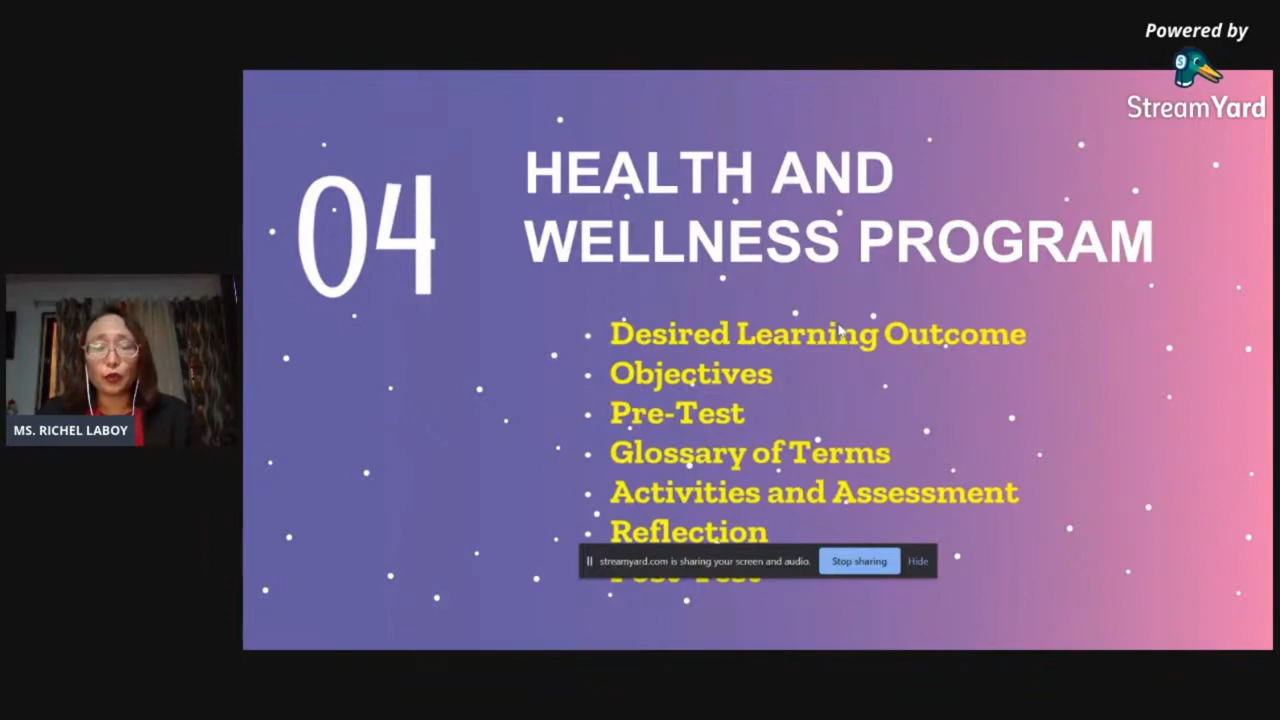 Powered by
StreamYard
04
HEALTH AND
WELLNESS PROGRAM
• Desired Learning Outcome
• Objectives
• Pre-Test
• Glossary of Terms
• Activities and Assessment
• Reflection
streamyard.com is sharing your screen and audio. Stop sharing Hide
MS. RICHEL LABOY